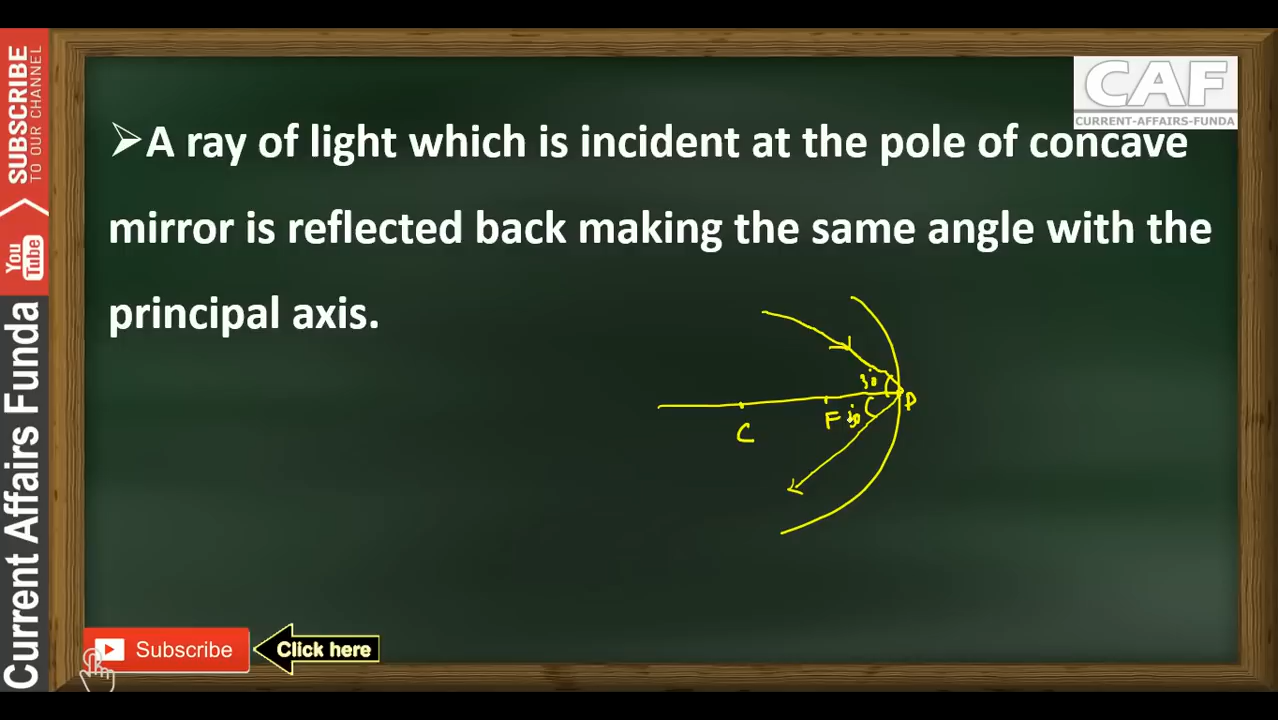 SUBSCRIBE
TO OUR CHANNEL
You
Tube
Current Affairs Funda
CAF
CURRENT-AFFAIRS-FUNDA
➢A ray of light which is incident at the pole of concave
mirror is reflected back making the same angle with the
principal axis.
30
P
F
C
Subscribe
Click here